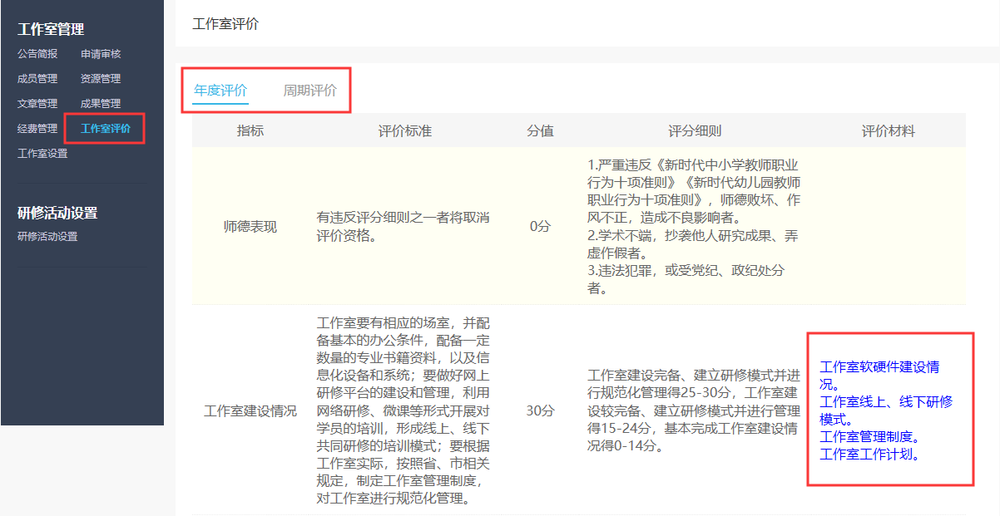 工作室管理
公告简报 申请审核
成员管理 资源管理
文章管理 成果管理
经费管理 工作室评价
工作室设置
研修活动设置
研修活动设置
工作室评价
年度评价 周期评价
指标 评价标准 分值 评分细则 评价材料
师德表现
有违反评分细则之一者将取消
评价资格。
0分
1.严重违反《新时代中小学教师职业
行为十项准则》《新时代幼儿园教师
职业行为十项准则》，师德败坏、作
风不正，造成不良影响者。
2.学术不端，抄袭他人研究成果、弄
虚作假者。
3.违法犯罪，或受党纪、政纪处分
者。
工作室建设情况
工作室要有相应的场室，并配
备基本的办公条件，配备一定
数量的专业书籍资料，以及信
息化设备和系统；要做好网上
研修平台的建设和管理，利用
网络研修、微课等形式开展对
学员的培训，形成线上、线下
共同研修的培训模式；要根据
工作室实际，按照省、市相关
规定，制定工作室管理制度，
对工作室进行规范化管理。
30分
工作室建设完备、建立研修模式并进
行规范化管理得25-30分，工作室建
设较完备、建立研修模式并进行管理
得15-24分，基本完成工作室建设情
况得0-14分。
工作室软硬件建设情
况。
工作室线上、线下研修
模式。
工作室管理制度。
工作室工作计划。